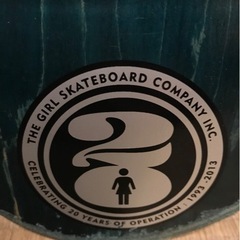 THE GIRL SKATEBOARD COMPANY INC.
20
CELEBRATING 20 YEARS OF OPERATION · 1993-2013